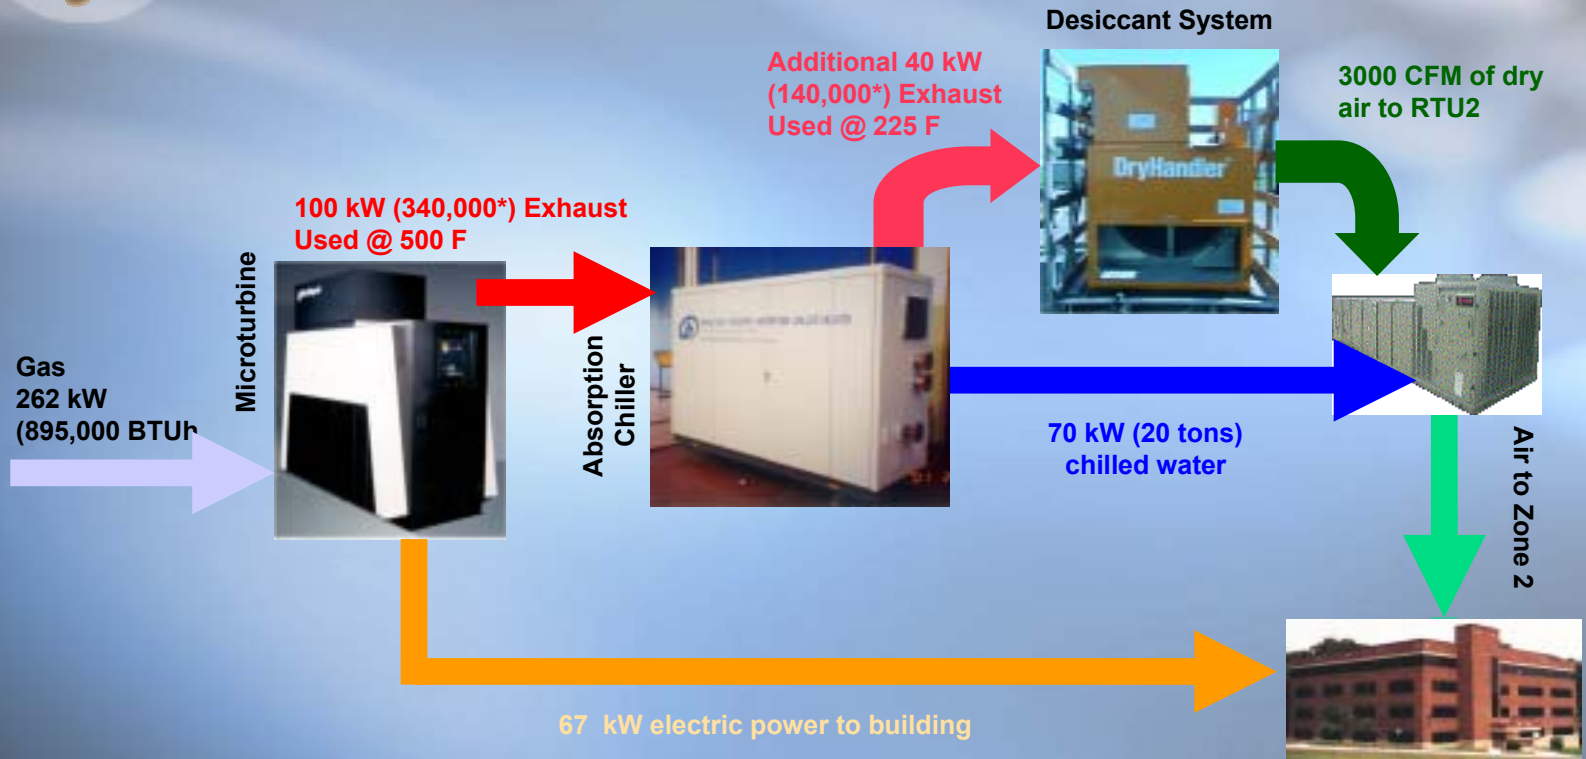 Desiccant System
Additional 40 kW
(140,000*) Exhaust
Used @ 225 F
3000 CFM of dry
air to RTU2
DryHandler
100 kW (340,000*) Exhaust
Used @ 500 F
Microturbine
Gas
262 kW
(895,000 BTUh
Absorption
Chiller
70 kW (20 tons)
chilled water
Air to Zone 2
67 kW electric power to building